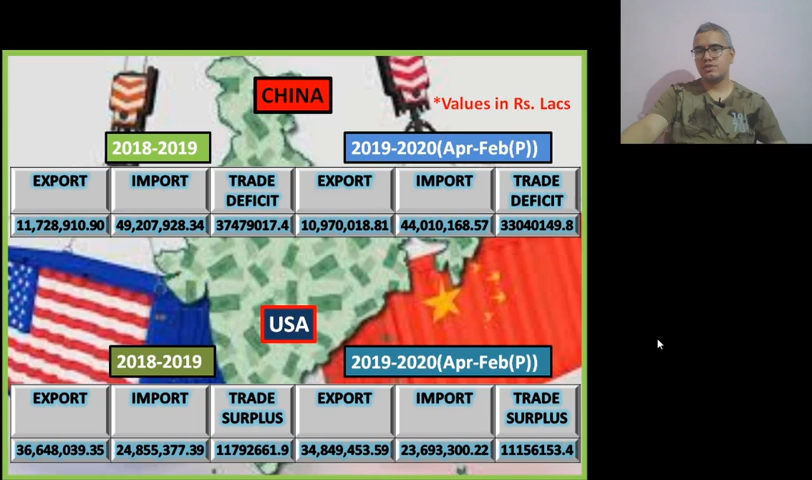 CHINA
*Values in Rs. Lacs
2018-2019
2019-2020(Apr-Feb(P))
EXPORT IMPORT TRADE DEFICIT EXPORT IMPORT TRADE DEFICIT
11,728,910.90 49,207,928.34 37479017.4 10,970,018.81 44,010,168.57 33040149.8
USA
2018-2019
2019-2020(Apr-Feb(P))
EXPORT IMPORT TRADE SURPLUS EXPORT IMPORT TRADE SURPLUS
36,648,039.35 24,855,377.39 11792661.9 34,849,453.59 23,693,300.22 11156153.4